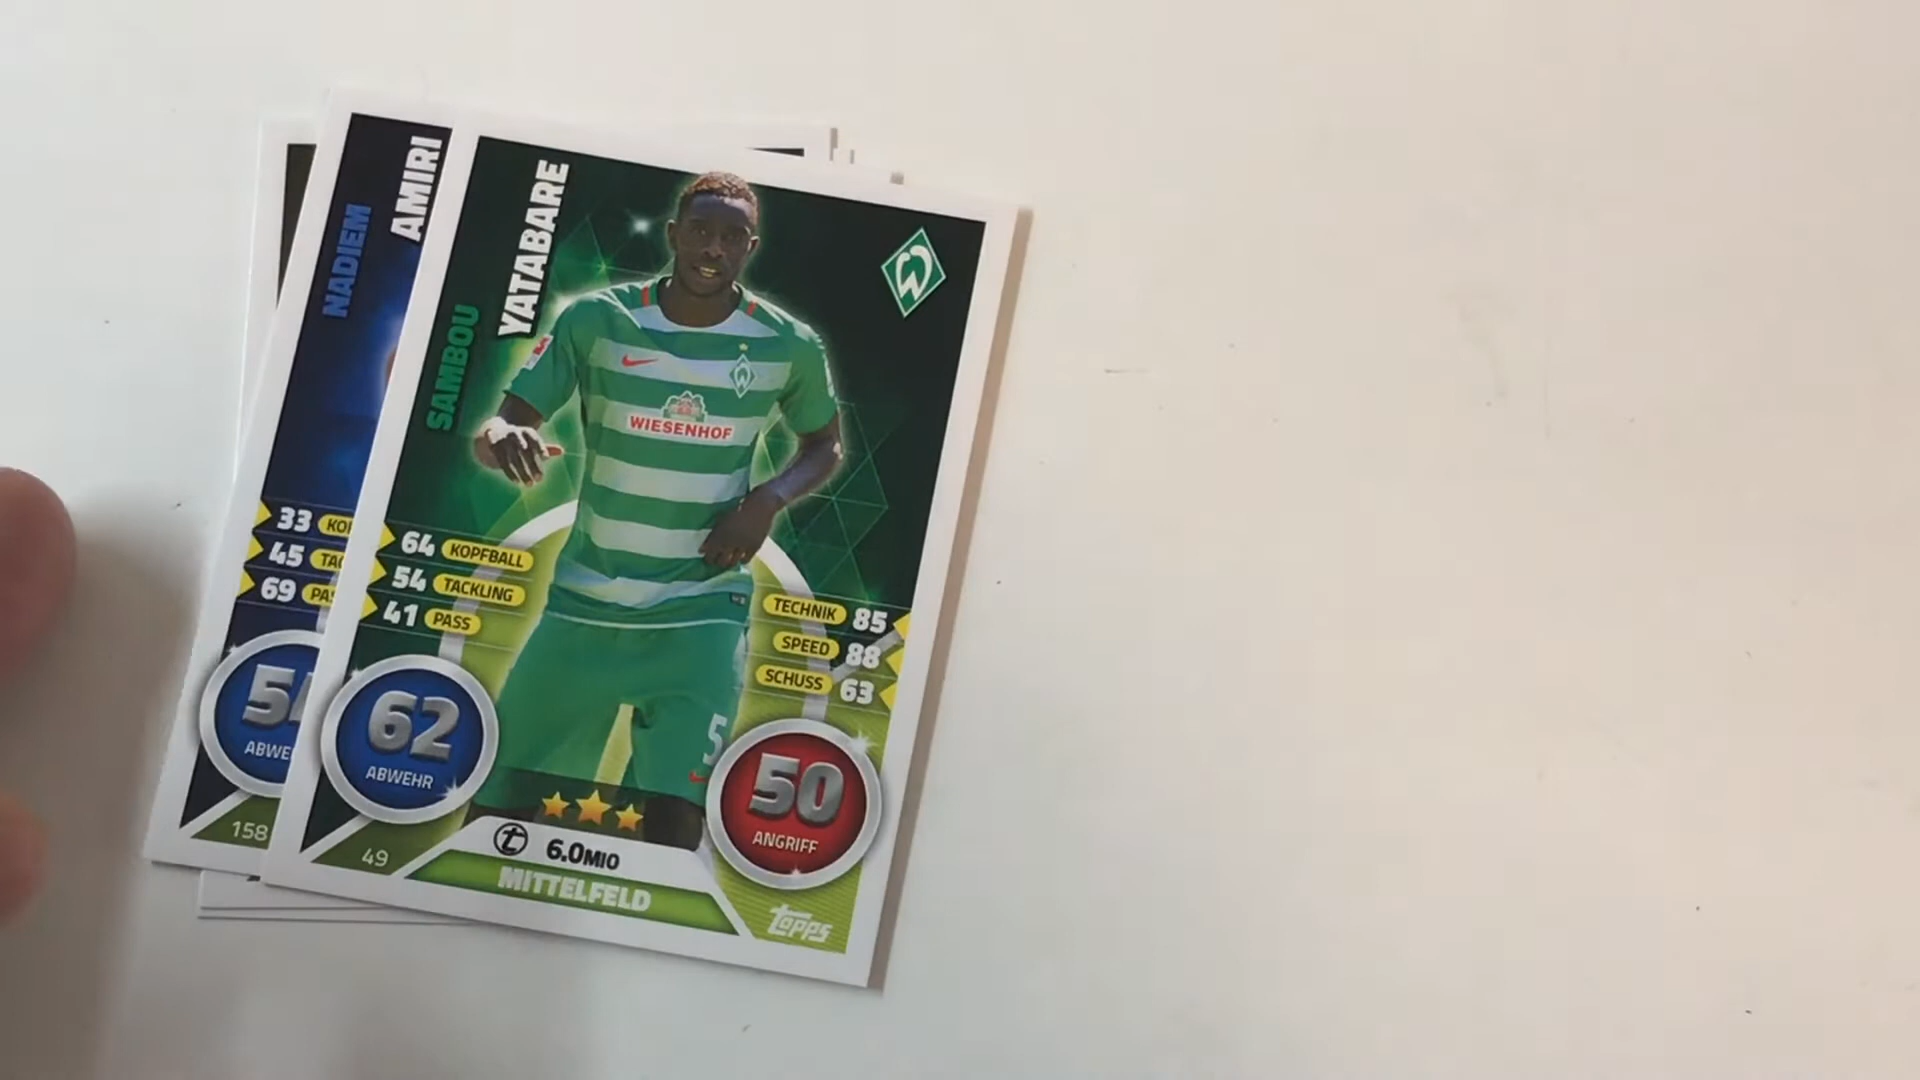 NADIEM
AMIRI
33
45
69
158
SAMBOU
YATABARE
WIESENHOF
64 KOPFBALL
54 TACKLING
41 PASS
TECHNIK 85
SPEED 88
SCHUSS 63
5
62
ABWEHR
50
ANGRIFF
6.0MIO
49
MITTELFELD
topps